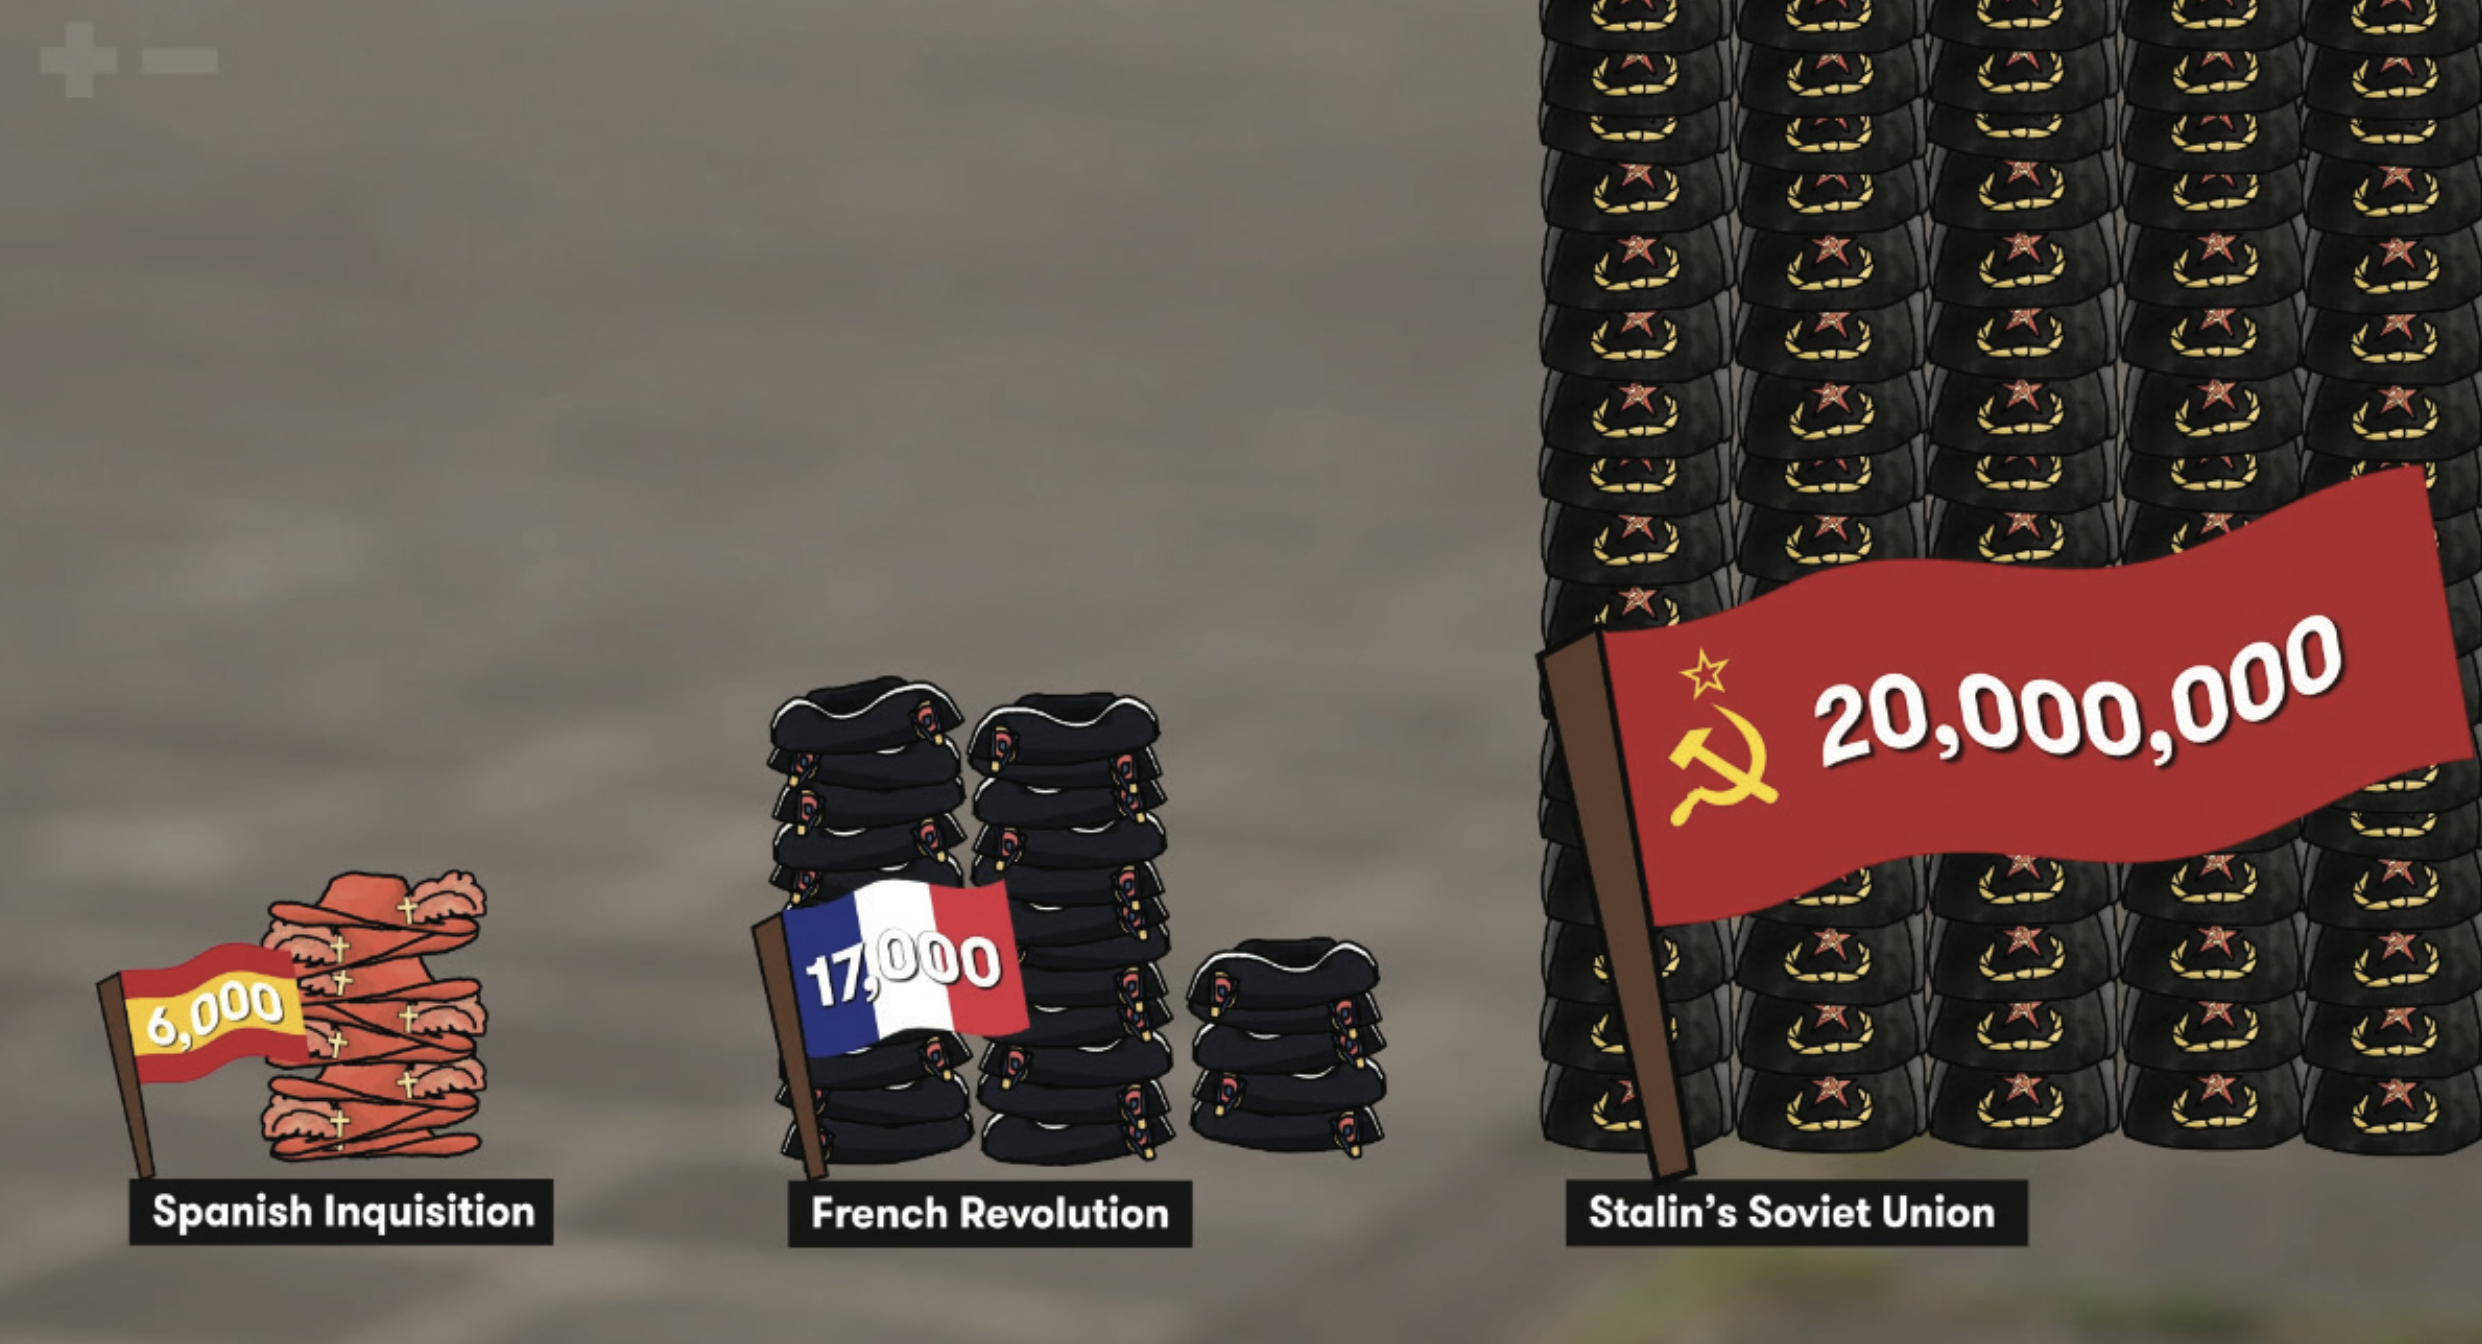 6,000
17,000
20,000,000
Spanish Inquisition
French Revolution
Stalin's Soviet Union